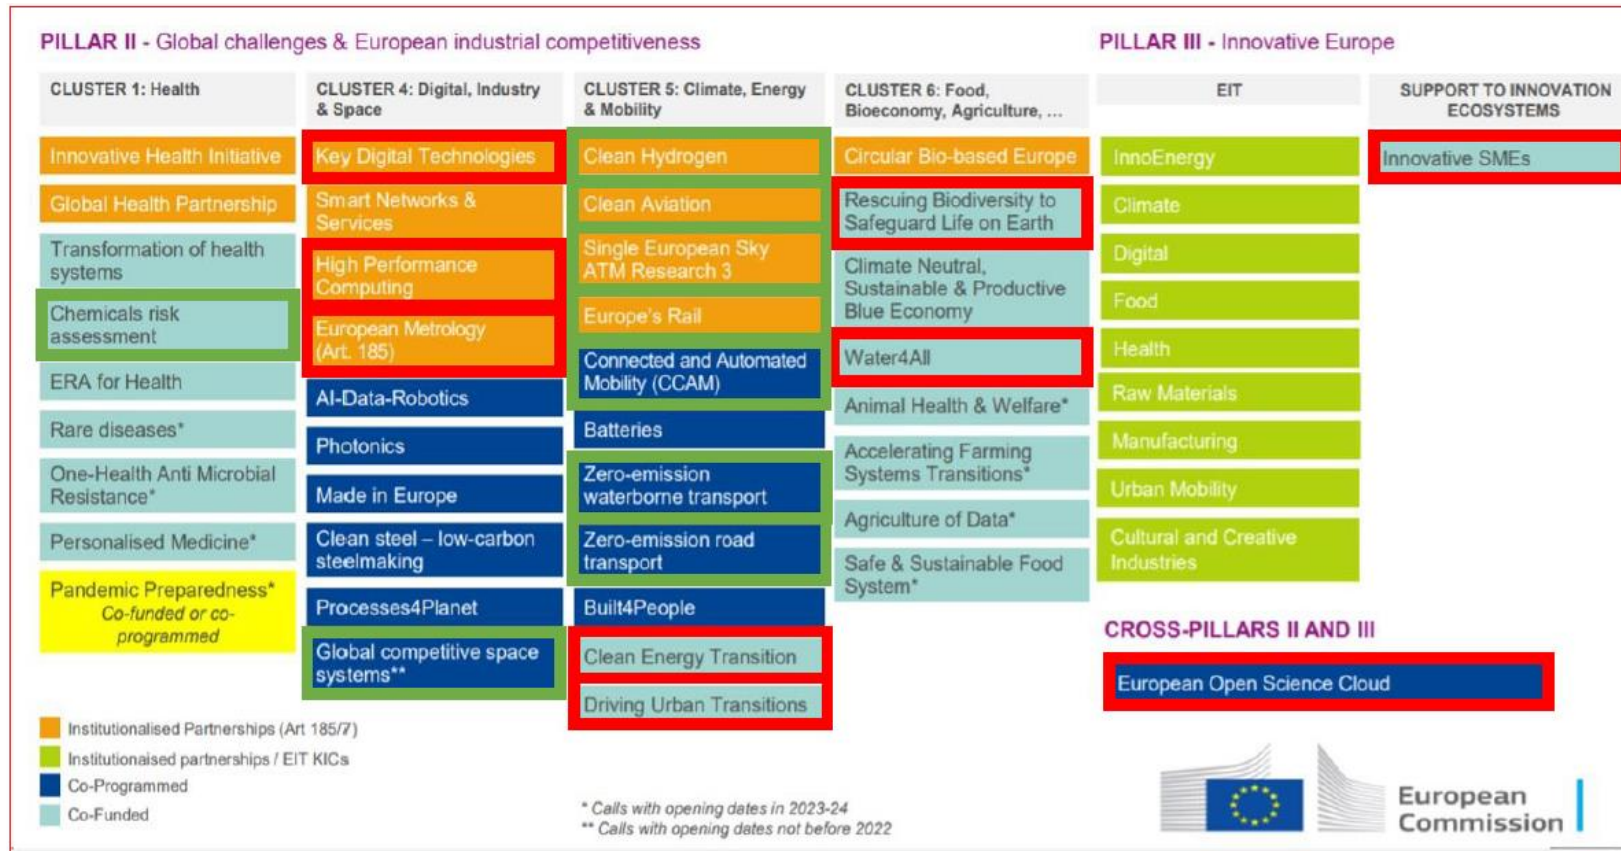 PILLAR II - Global challenges & European industrial competitiveness
CLUSTER 1: Health
Innovative Health Initiative
Global Health Partnership
Transformation of health
systems
Chemicals risk
assessment
ERA for Health
Rare diseases*
One-Health Anti Microbial
Resistance*
Personalised Medicine*
Pandemic Preparedness*
Co-funded or co-
programmed
CLUSTER 4: Digital, Industry
& Space
Key Digital Technologies
Smart Networks &
Services
High Performance
Computing
European Metrology
(Art. 185)
AI-Data-Robotics
Photonics
Made in Europe
Clean steel – low-carbon
steelmaking
Processes4Planet
Global competitive space
systems**
CLUSTER 5: Climate, Energy
& Mobility
Clean Hydrogen
Clean Aviation
Single European Sky
ATM Research 3
Europe's Rail
Connected and Automated
Mobility (CCAM)
Batteries
Zero-emission
waterborne transport
Zero-emission road
transport
Built4People
Clean Energy Transition
Driving Urban Transitions
CLUSTER 6: Food,
Bioeconomy, Agriculture, ...
Circular Bio-based Europe
Rescuing Biodiversity to
Safeguard Life on Earth
Climate Neutral,
Sustainable & Productive
Blue Economy
Water4All
Animal Health & Welfare*
Accelerating Farming
Systems Transitions*
Agriculture of Data*
Safe & Sustainable Food
System*
PILLAR III - Innovative Europe
EIT
InnoEnergy
Climate
Digital
Food
Health
Raw Materials
Manufacturing
Urban Mobility
Cultural and Creative
Industries
SUPPORT TO INNOVATION
ECOSYSTEMS
Innovative SMEs
CROSS-PILLARS II AND III
European Open Science Cloud
Institutionalised Partnerships (Art 185/7)
Institutionaised partnerships / EIT KICs
Co-Programmed
Co-Funded
* Calls with opening dates in 2023-24
** Calls with opening dates not before 2022
European
Commission